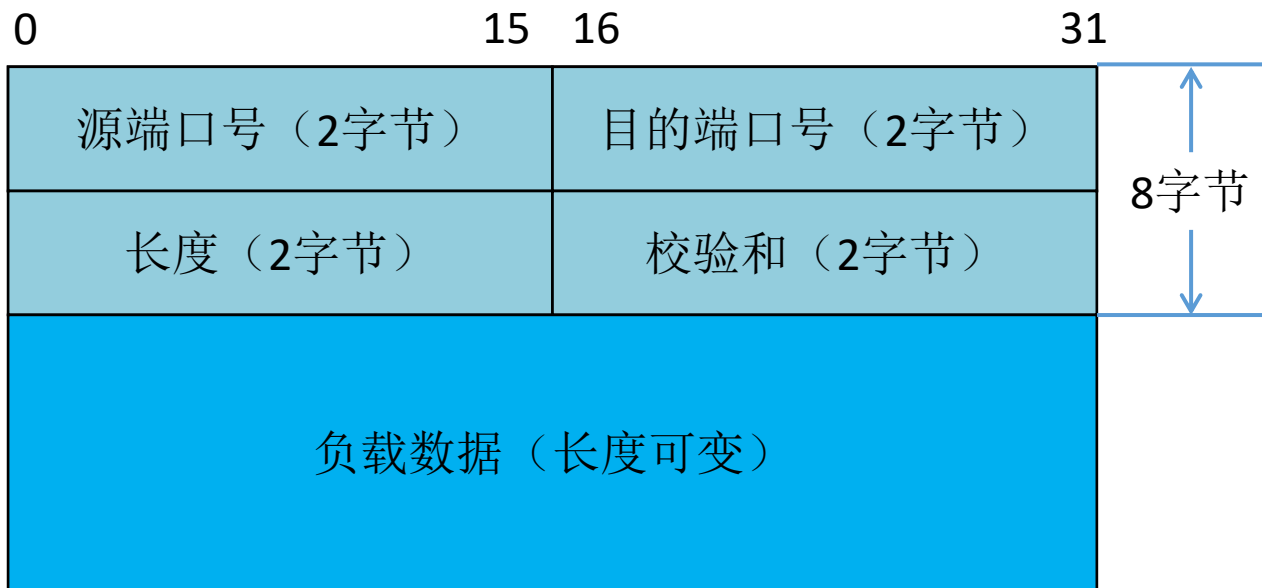 0 15 16 31
源端口号（2字节） 目的端口号（2字节）
8字节
长度（2字节） 校验和（2字节）
负载数据（长度可变）